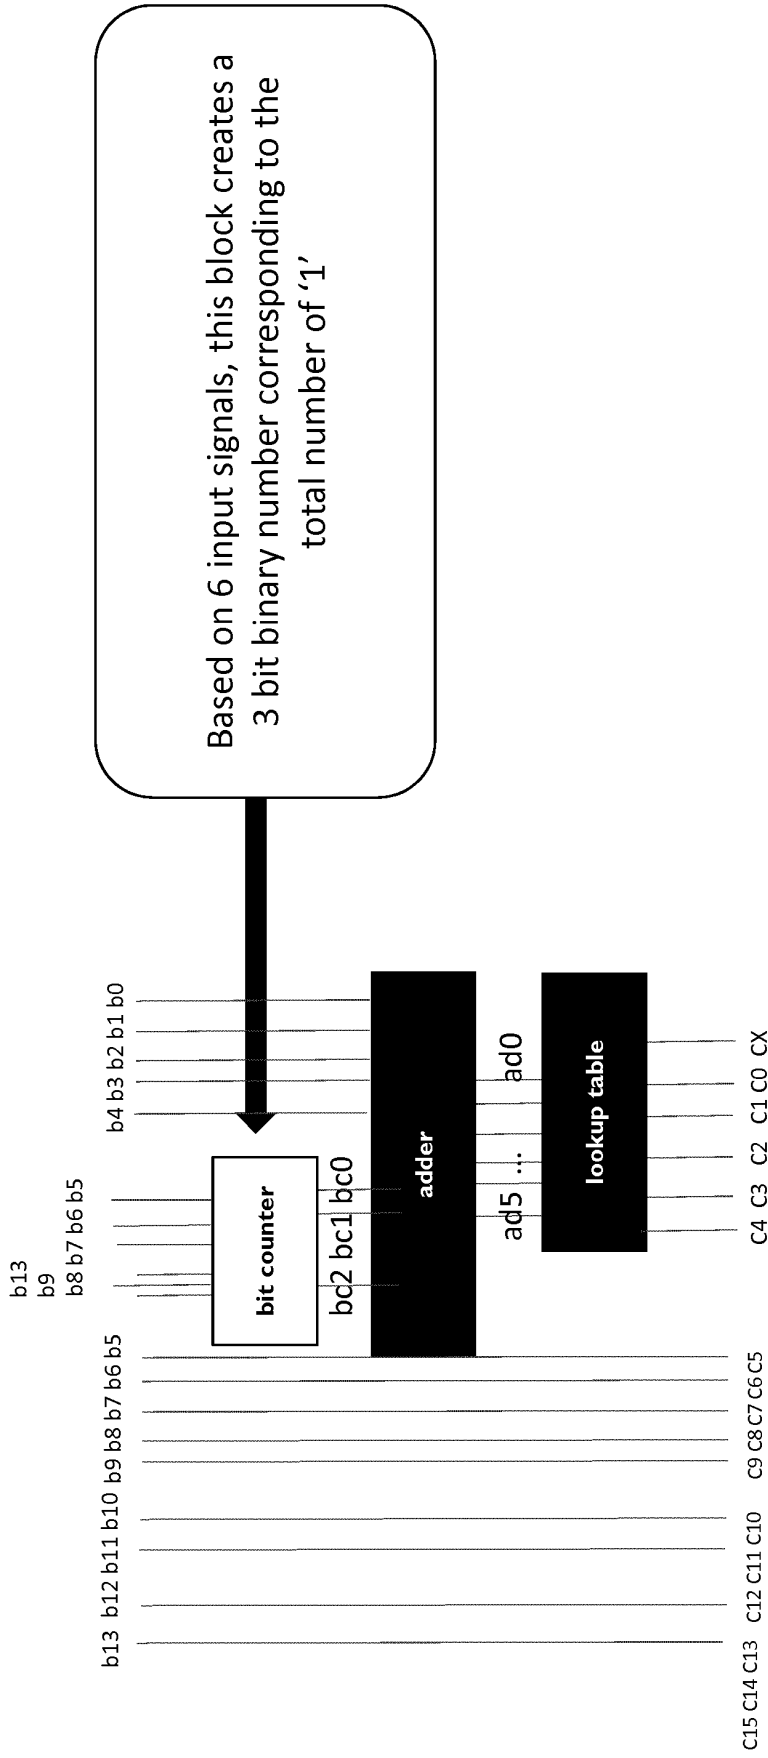 Based on 6 input signals, this block creates a
3 bit binary number corresponding to the
total number of ‘1’
b13
b9
b8 b7 b6 b5
b13 b12 b11 b10 b9 b8 b7 b6 b5
b4 b3 b2 b1 b0
bit counter
bc2 bc1 bc0
adder
ad5 ... ad0
lookup table
C15 C14 C13 C12 C11 C10 C9 C8 C7 C6 C5 C4 C3 C2 C1 C0 CX